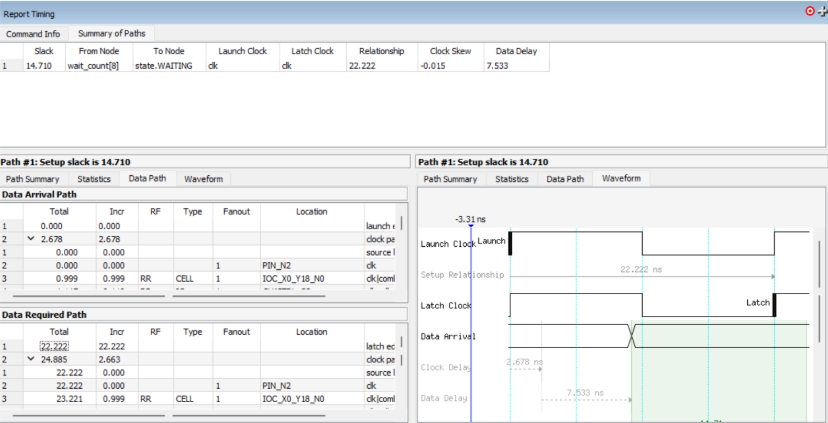 Report Timing
Command Info Summary of Paths
Slack From Node To Node Launch Clock Latch Clock Relationship Clock Skew Data Delay
1 14.710 wait_count[8] state.WAITING clk clk 22.222 -0.015 7.533
Path #1: Setup slack is 14.710
Path Summary Statistics Data Path Waveform
Data Arrival Path
Total Incr RF Type Fanout Location
1 0.000 0.000 launch e
2 2.678 2.678 clock pa
1 0.000 0.000 source l
2 0.000 0.000 1 PIN_N2 clk
3 0.999 0.999 RR CELL 1 IOC_X0_Y18_N0 clk|coml
Data Required Path
Total Incr RF Type Fanout Location
1 22.222 22.222 latch ed
2 24.885 2.663 clock pa
1 22.222 0.000 source l
2 22.222 0.000 1 PIN_N2 clk
3 23.221 0.999 RR CELL 1 IOC_X0_Y18_N0 clk|coml
Path #1: Setup slack is 14.710
Path Summary Statistics Data Path Waveform
-3.31 ns
Launch Clock Launch
Setup Relationship 22.222 ns
Latch Clock Latch
Data Arrival
Clock Delay 2.678 ns
Data Delay 7.533 ns